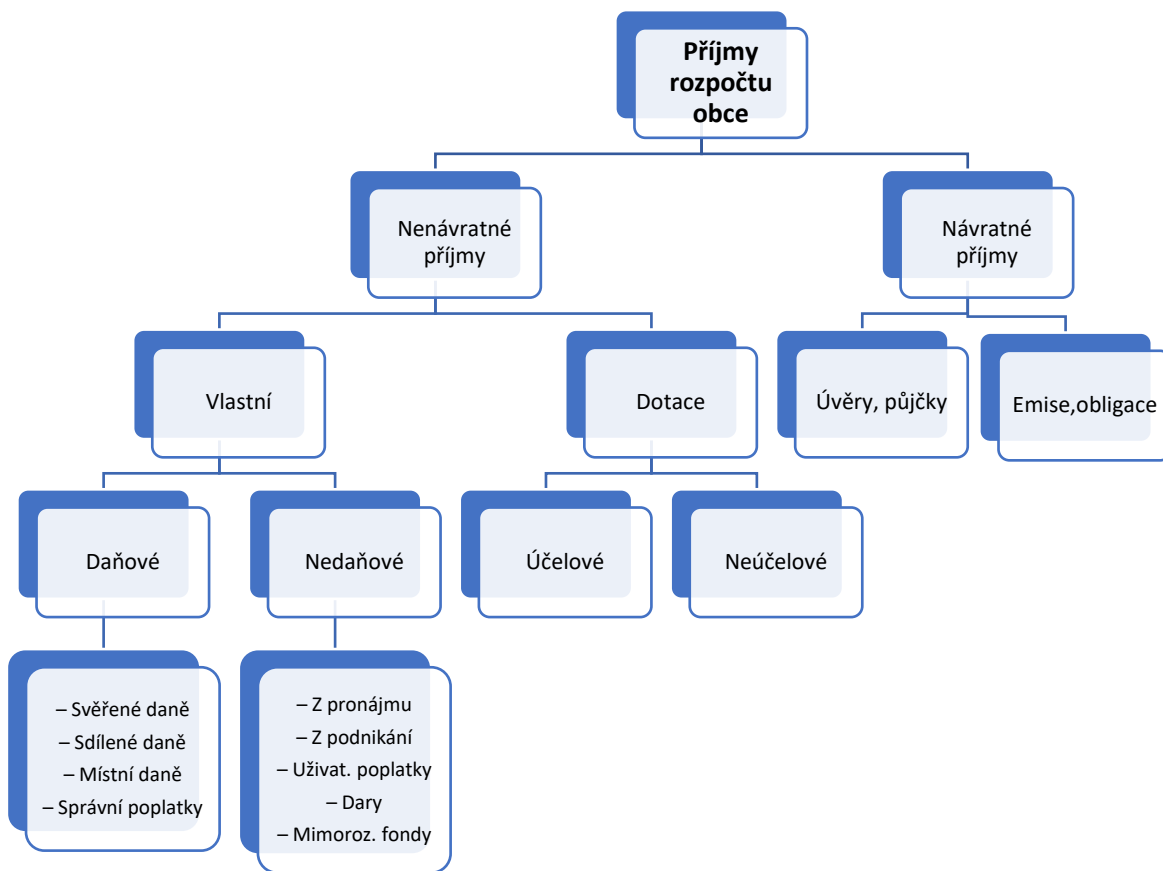 Příjmy
rozpočtu
obce
Nenávratné
příjmy
Návratné
příjmy
Vlastní
Dotace
Úvěry, půjčky
Emise,obligace
Daňové
Nedaňové
Účelové
Neúčelové
– Svěřené daně
– Sdílené daně
– Místní daně
– Správní poplatky
– Z pronájmu
– Z podnikání
– Uživat. poplatky
– Dary
– Mimoroz. fondy